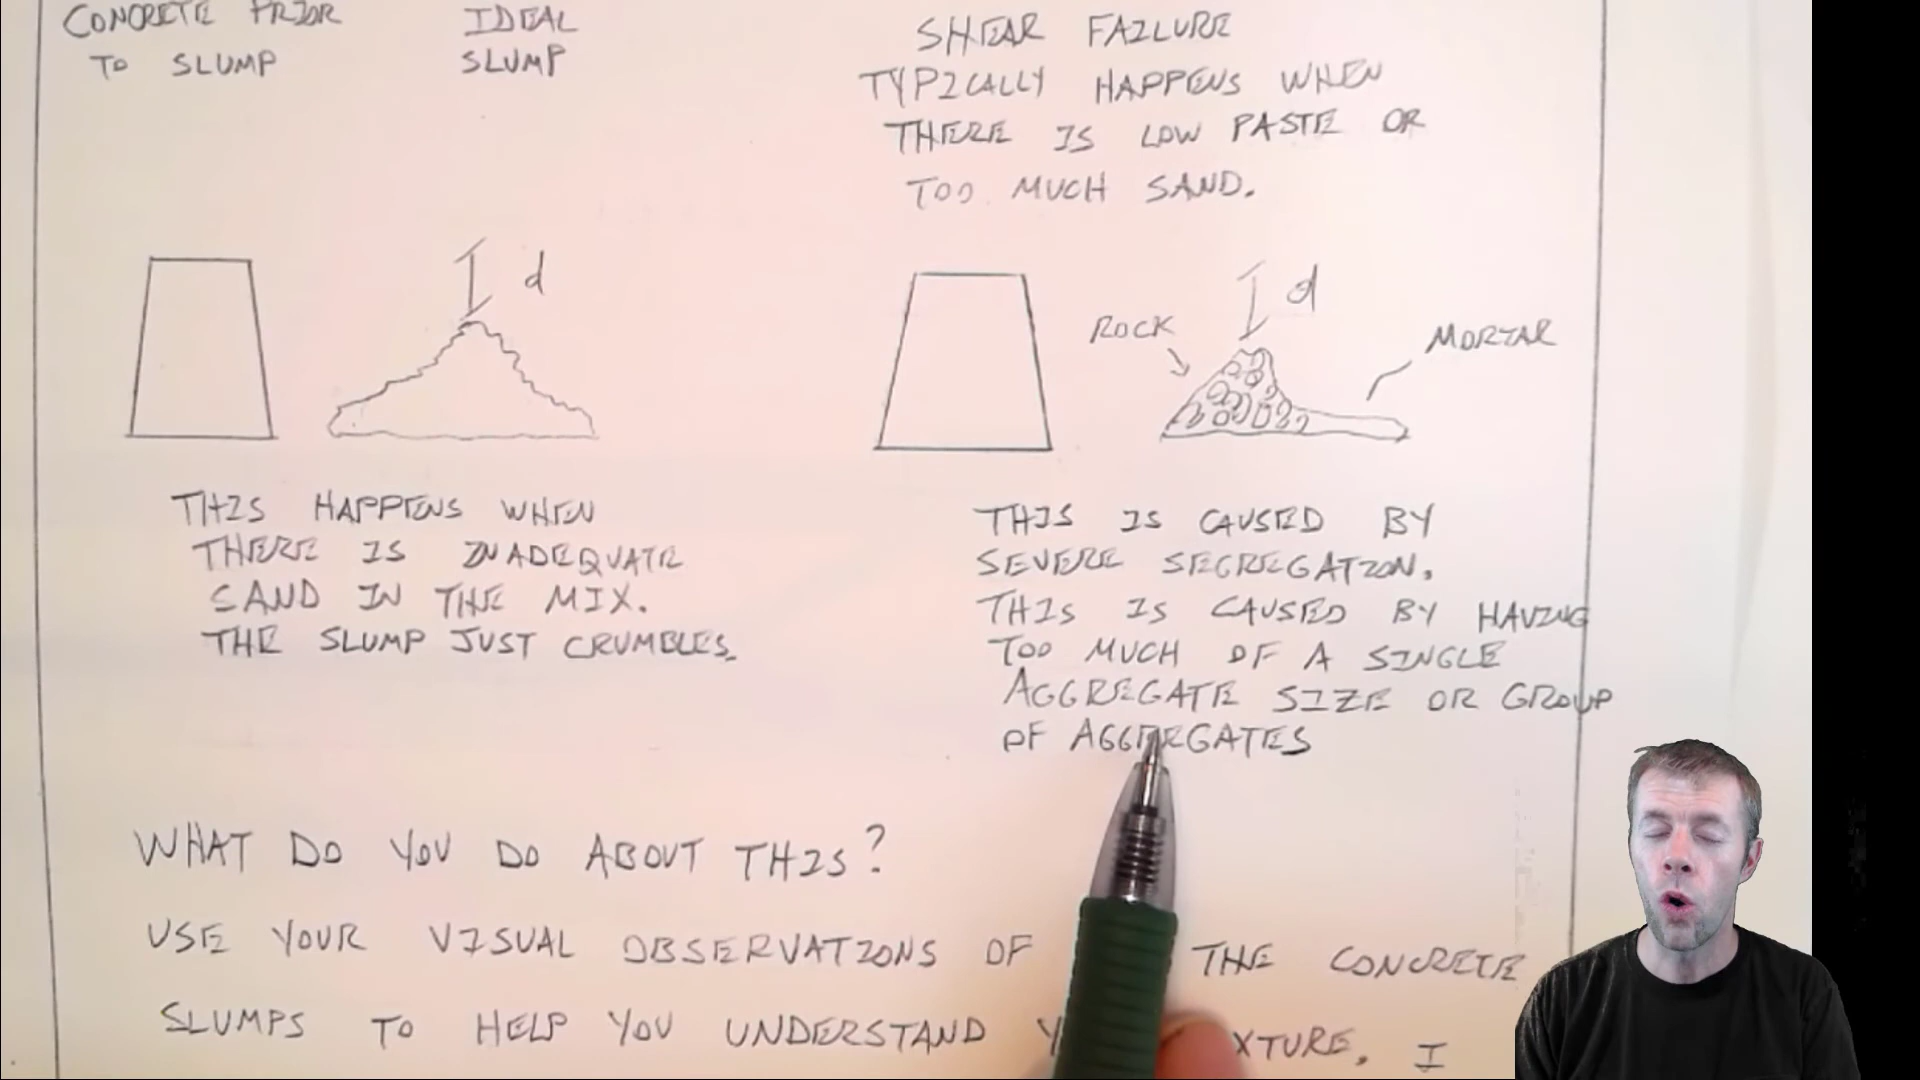 CONCRETE PRIOR
TO SLUMP
IDEAL
SLUMP
SHEAR FAILURE
TYPICALLY HAPPENS WHEN
THERE IS LOW PASTE OR
TOO MUCH SAND.
d
d
ROCK
MORTAR
THIS HAPPENS WHEN
THERE IS INADEQUATE
SAND IN THE MIX.
THE SLUMP JUST CRUMBLES.
THIS IS CAUSED BY
SEVERE SEGREGATION.
THIS IS CAUSED BY HAVING
TOO MUCH OF A SINGLE
AGGREGATE SIZE OR GROUP
OF AGGREGATES
WHAT DO YOU DO ABOUT THIS?
USE YOUR VISUAL OBSERVATIONS OF THE CONCRETE
SLUMPS TO HELP YOU UNDERSTAND